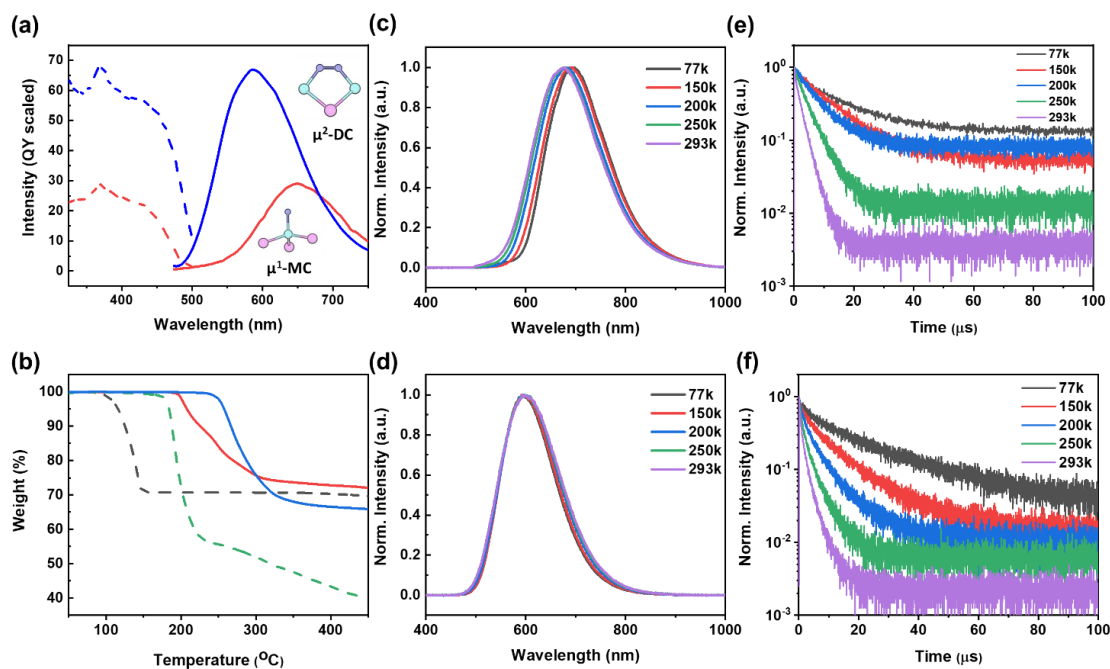 (a)
Intensity (QY scaled)
70
60
50
40
30
20
10
0
400
500
600
700
Wavelength (nm)
μ²-DC
μ¹-MC
(c)
Norm. Intensity (a.u.)
1.0
0.8
0.6
0.4
0.2
0.0
400
600
800
1000
Wavelength (nm)
77k
150k
200k
250k
293k
(e)
Norm. Intensity (a.u.)
10⁰
10⁻¹
10⁻²
10⁻³
0
20
40
60
80
100
Time (μs)
77k
150k
200k
250k
293k
(b)
Weight (%)
100
90
80
70
60
50
40
100
200
300
400
Temperature (ᴼC)
(d)
Norm. Intensity (a.u.)
1.0
0.8
0.6
0.4
0.2
0.0
400
600
800
1000
Wavelength (nm)
77k
150k
200k
250k
293k
(f)
Norm. Intensity (a.u.)
10⁰
10⁻¹
10⁻²
10⁻³
0
20
40
60
80
100
Time (μs)
77k
150k
200k
250k
293k